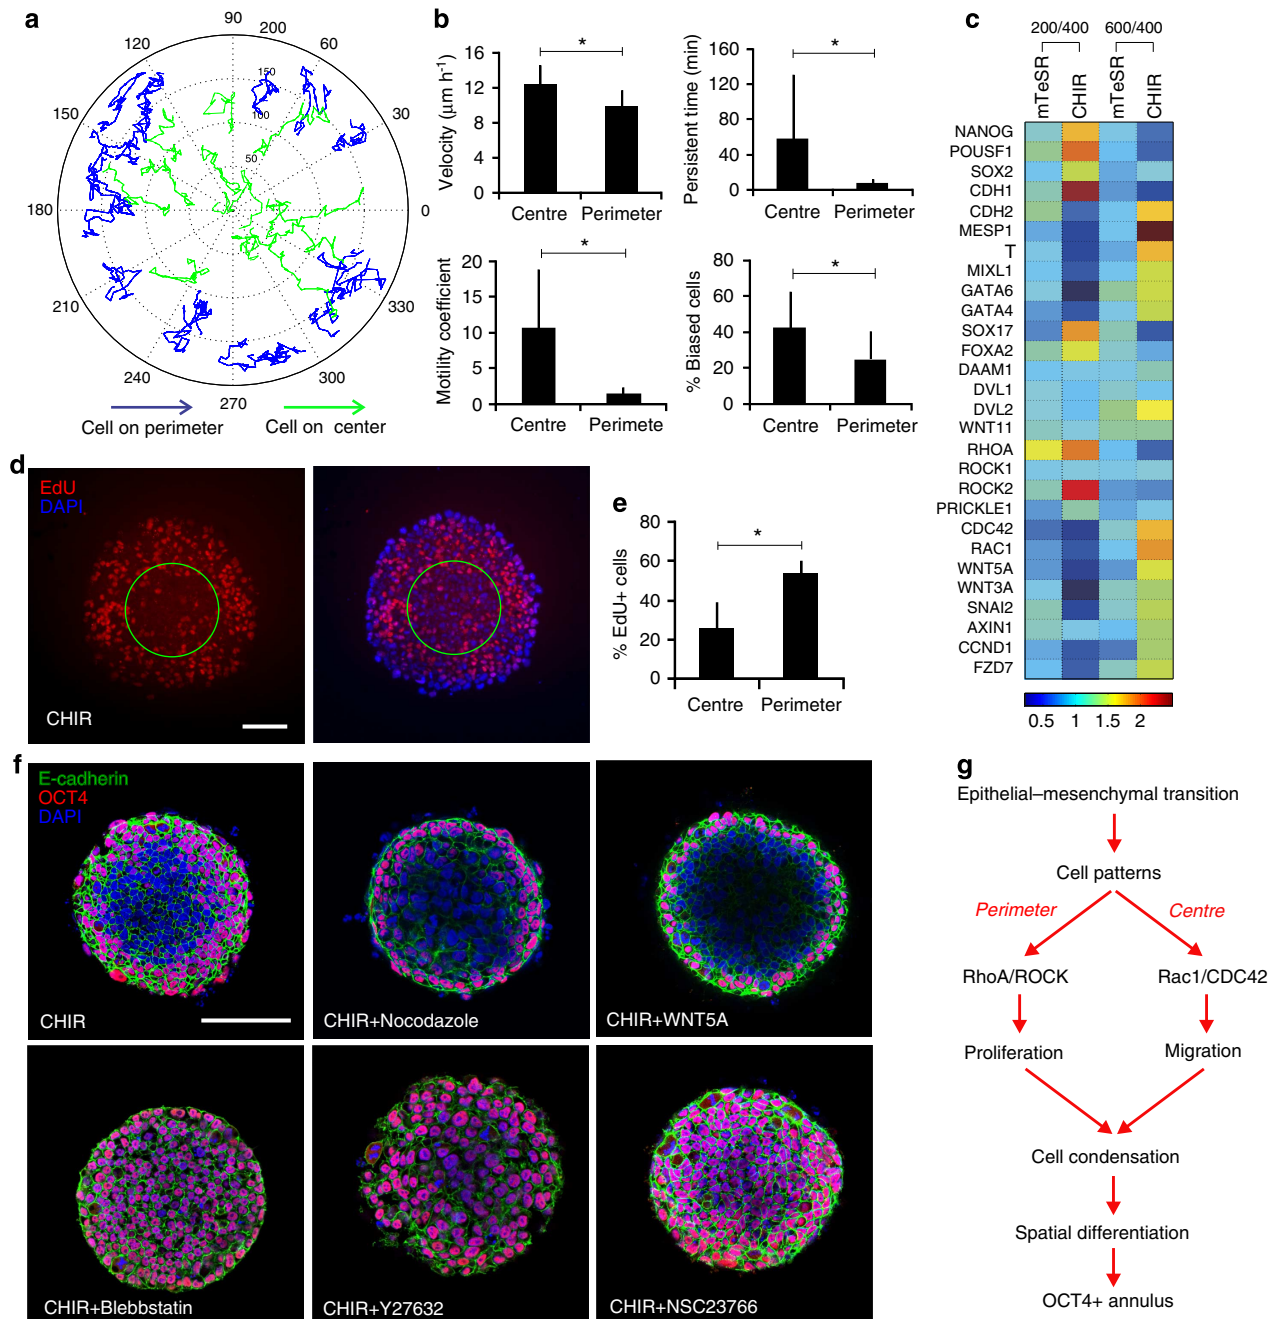 a
90
120
200
60
150
150
100
30
50
180
0
210
330
240
300
270
Cell on perimeter
Cell on center
b
Velocity (µm h-1)
16
12
8
4
0
*
Centre Perimeter
Persistent time (min)
160
120
80
40
0
*
Centre Perimeter
Motility coefficient
20
15
10
5
0
*
Centre Perimete
% Biased cells
80
60
40
20
0
*
Centre Perimeter
c
200/400 600/400
mTeSR
CHIR
mTeSR
CHIR
NANOG
POUSF1
SOX2
CDH1
CDH2
MESP1
T
MIXL1
GATA6
GATA4
SOX17
FOXA2
DAAM1
DVL1
DVL2
WNT11
RHOA
ROCK1
ROCK2
PRICKLE1
CDC42
RAC1
WNT5A
WNT3A
SNAI2
AXIN1
CCND1
FZD7
0.5 1 1.5 2
d
EdU
DAPI
CHIR
e
% EdU+ cells
80
60
40
20
0
*
Centre Perimeter
f
E-cadherin
OCT4
DAPI
CHIR
CHIR+Nocodazole
CHIR+WNT5A
CHIR+Blebbstatin
CHIR+Y27632
CHIR+NSC23766
g
Epithelial–mesenchymal transition
Cell patterns
Perimeter
Centre
RhoA/ROCK
Rac1/CDC42
Proliferation
Migration
Cell condensation
Spatial differentiation
OCT4+ annulus